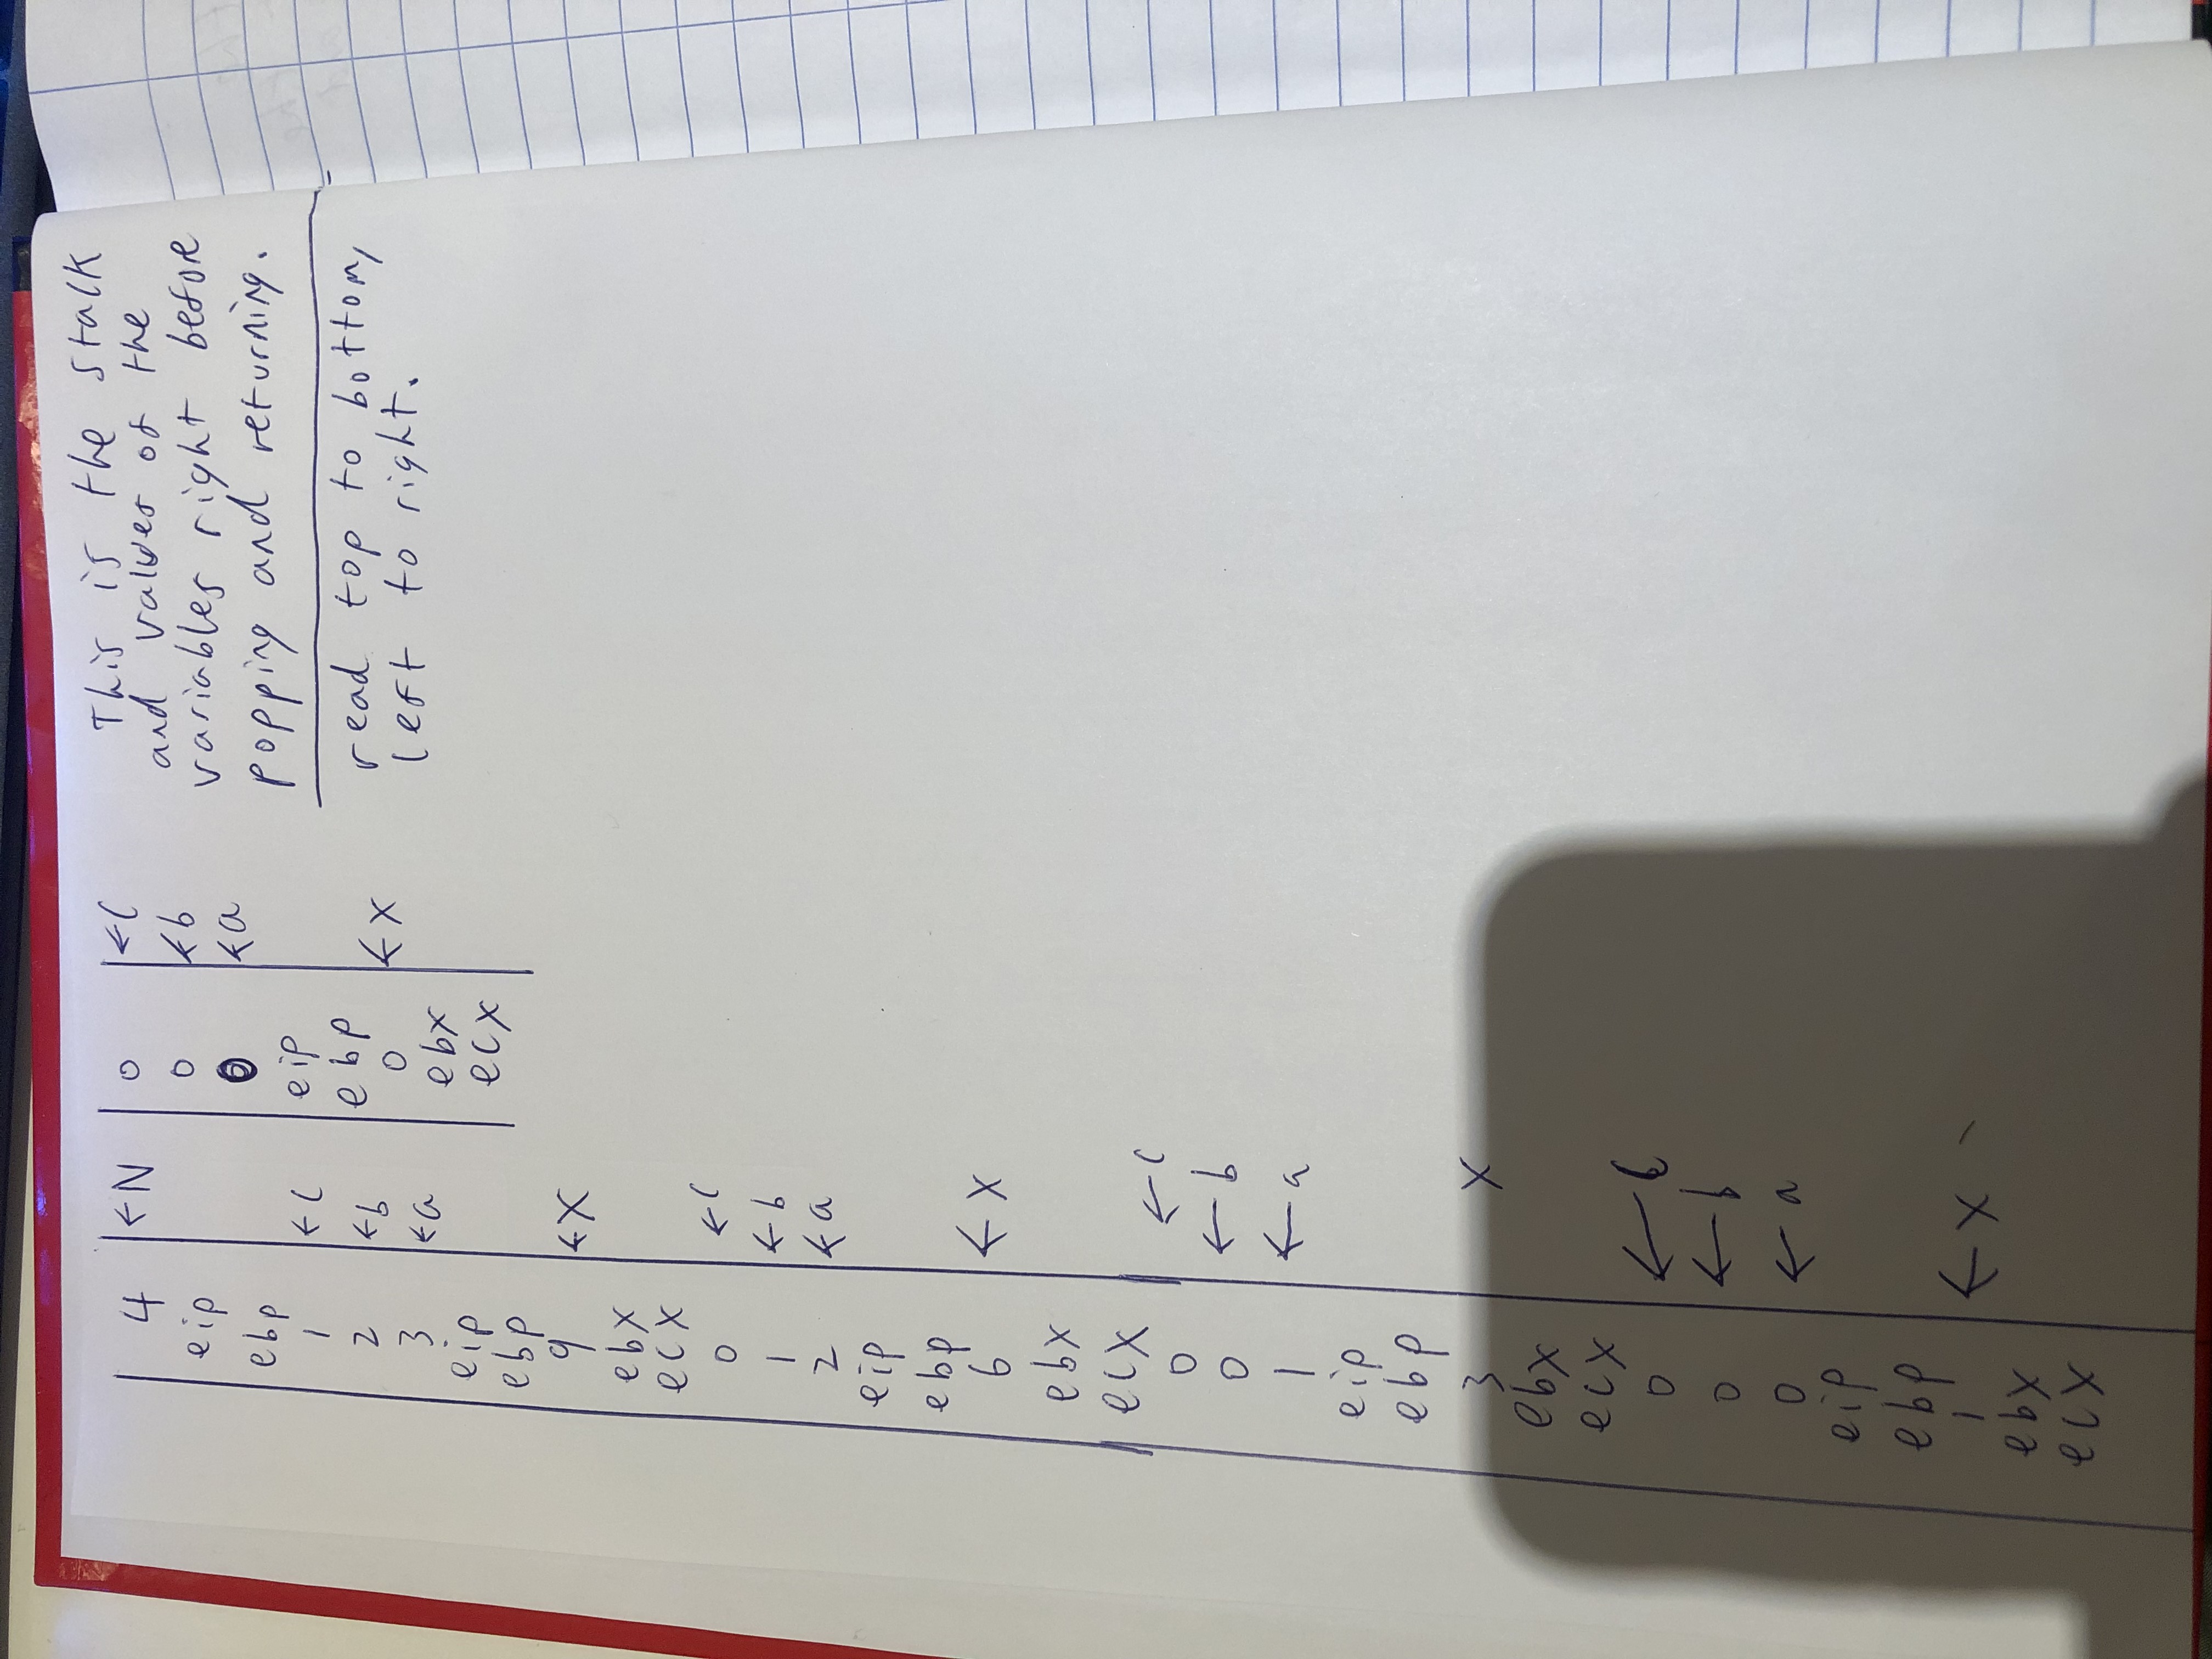 4 ←N
eip
ebp
1 ←C
2 ←b
3 ←a
eip
ebp
9 ←X
ebx
ecx
0 ←C
1 ←b
2 ←a
eip
ebp
6 ←X
ebx
ecx
0 ←C
0 ←b
1 ←a
eip
ebp
3 X
ebx
ecx
0 ←C
0 ←b
0 ←a
eip
ebp
1 ←X
ebx
ecx
0 ←C
0 ←b
0 ←a
eip
ebp
0 ←X
ebx
ecx
This is the stack
and values of the
variables right before
popping and returning.
read top to bottom,
left to right.